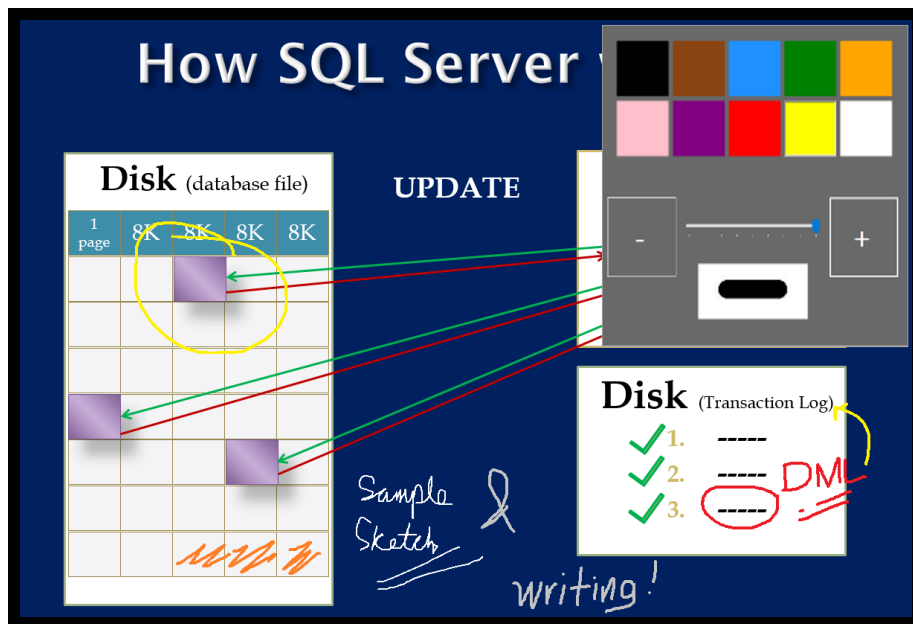 How SQL Server
Disk (database file)
1 page 8K 8K 8K 8K
UPDATE
- +
Disk (Transaction Log)
1. -----
2. -----
3. -----
DML
Sample
Sketch
&
writing!